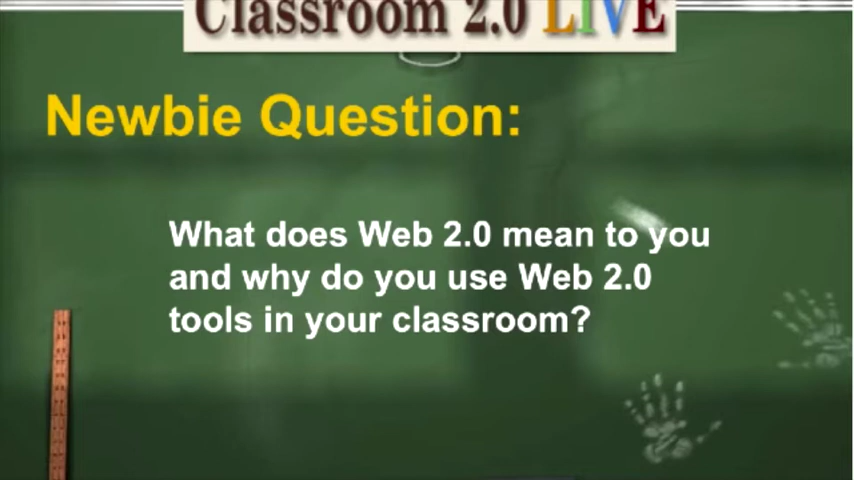 Classroom 2.0 LIVE
Newbie Question:
What does Web 2.0 mean to you
and why do you use Web 2.0
tools in your classroom?